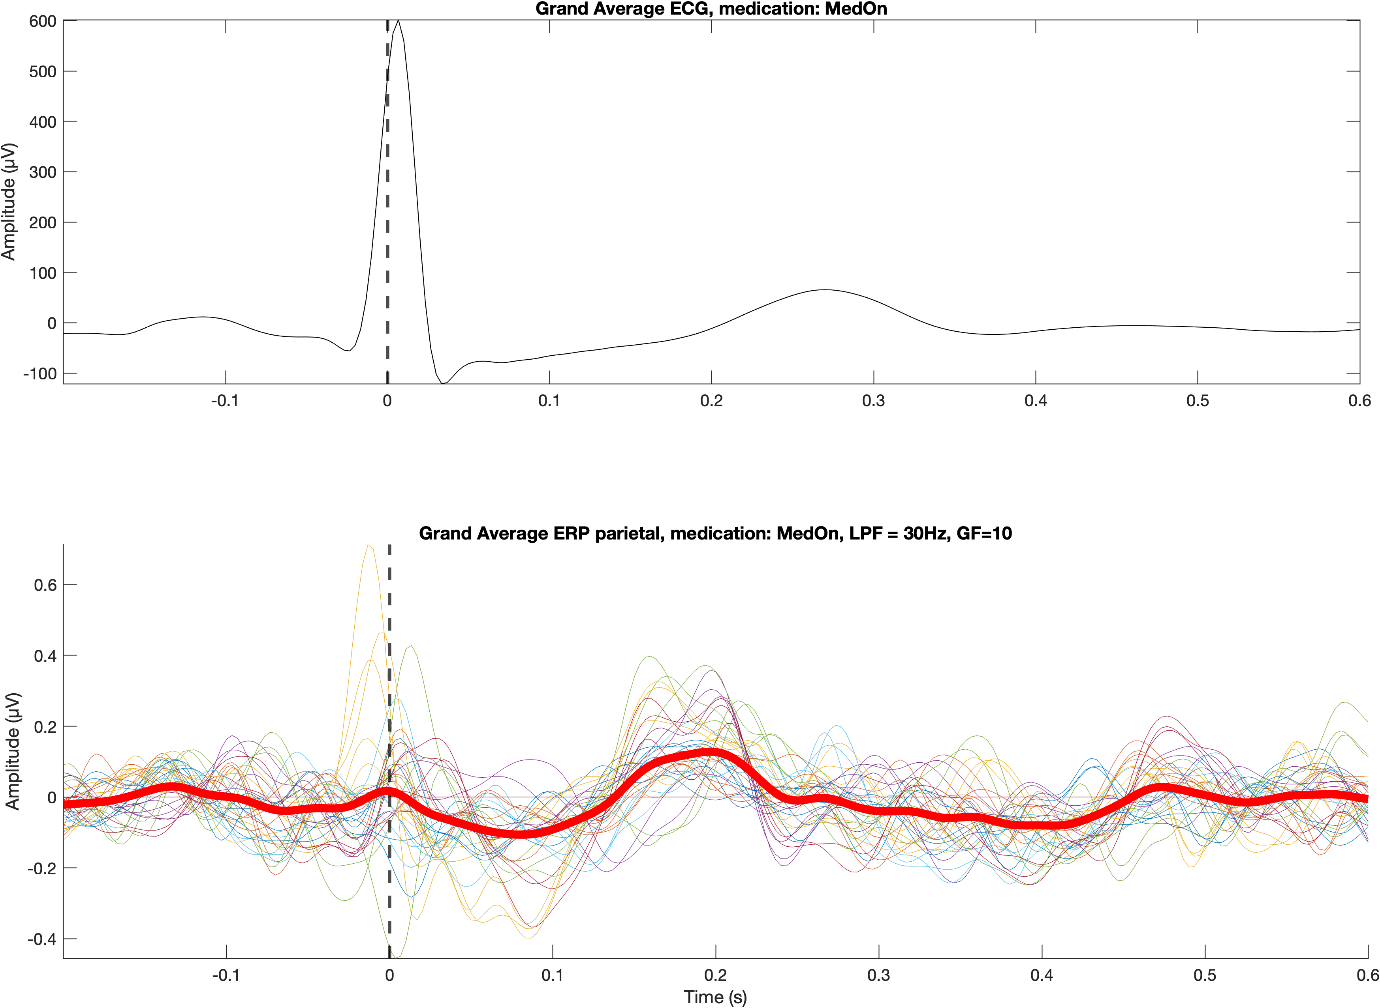 Grand Average ECG, medication: MedOn
600
500
400
300
200
100
0
-100
Amplitude (µV)
-0.1 0 0.1 0.2 0.3 0.4 0.5 0.6
Grand Average ERP parietal, medication: MedOn, LPF = 30Hz, GF=10
0.6
0.4
0.2
0
-0.2
-0.4
Amplitude (µV)
-0.1 0 0.1 0.2 0.3 0.4 0.5 0.6
Time (s)